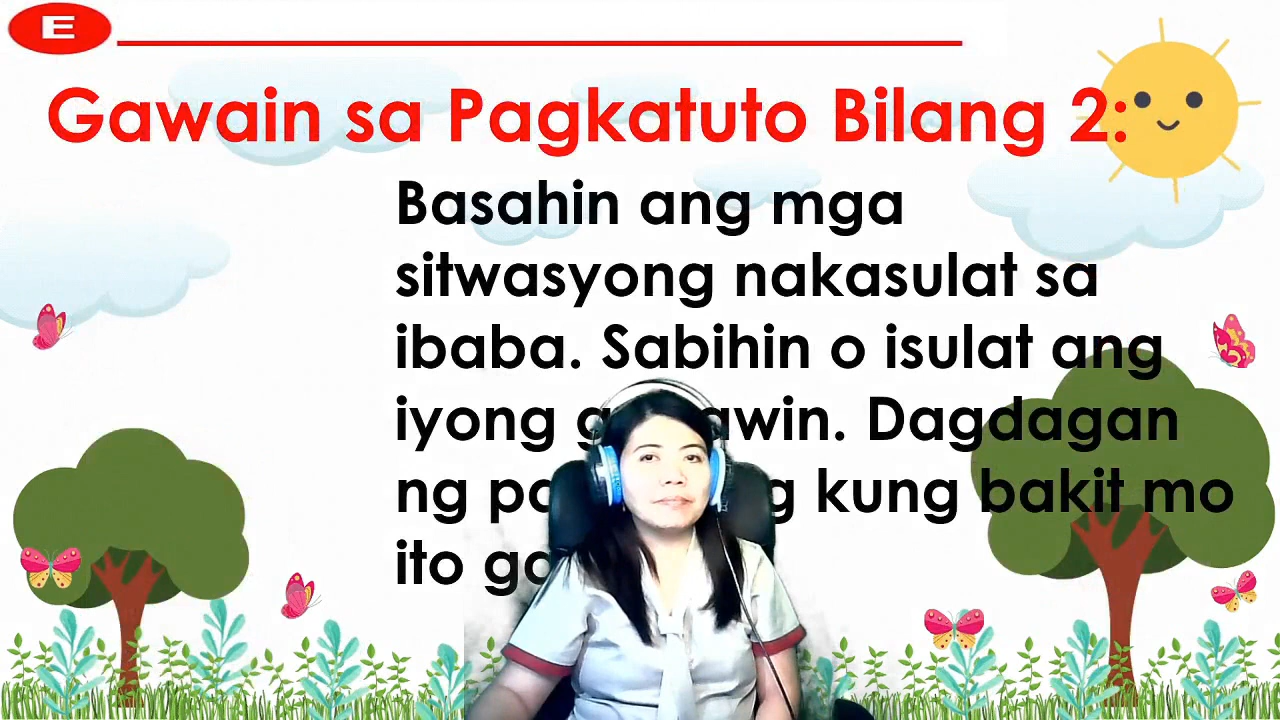 E
Gawain sa Pagkatuto Bilang 2:
Basahin ang mga
sitwasyong nakasulat sa
ibaba. Sabihin o isulat ang
iyong Dagdagan
ng kung bakit mo
ito